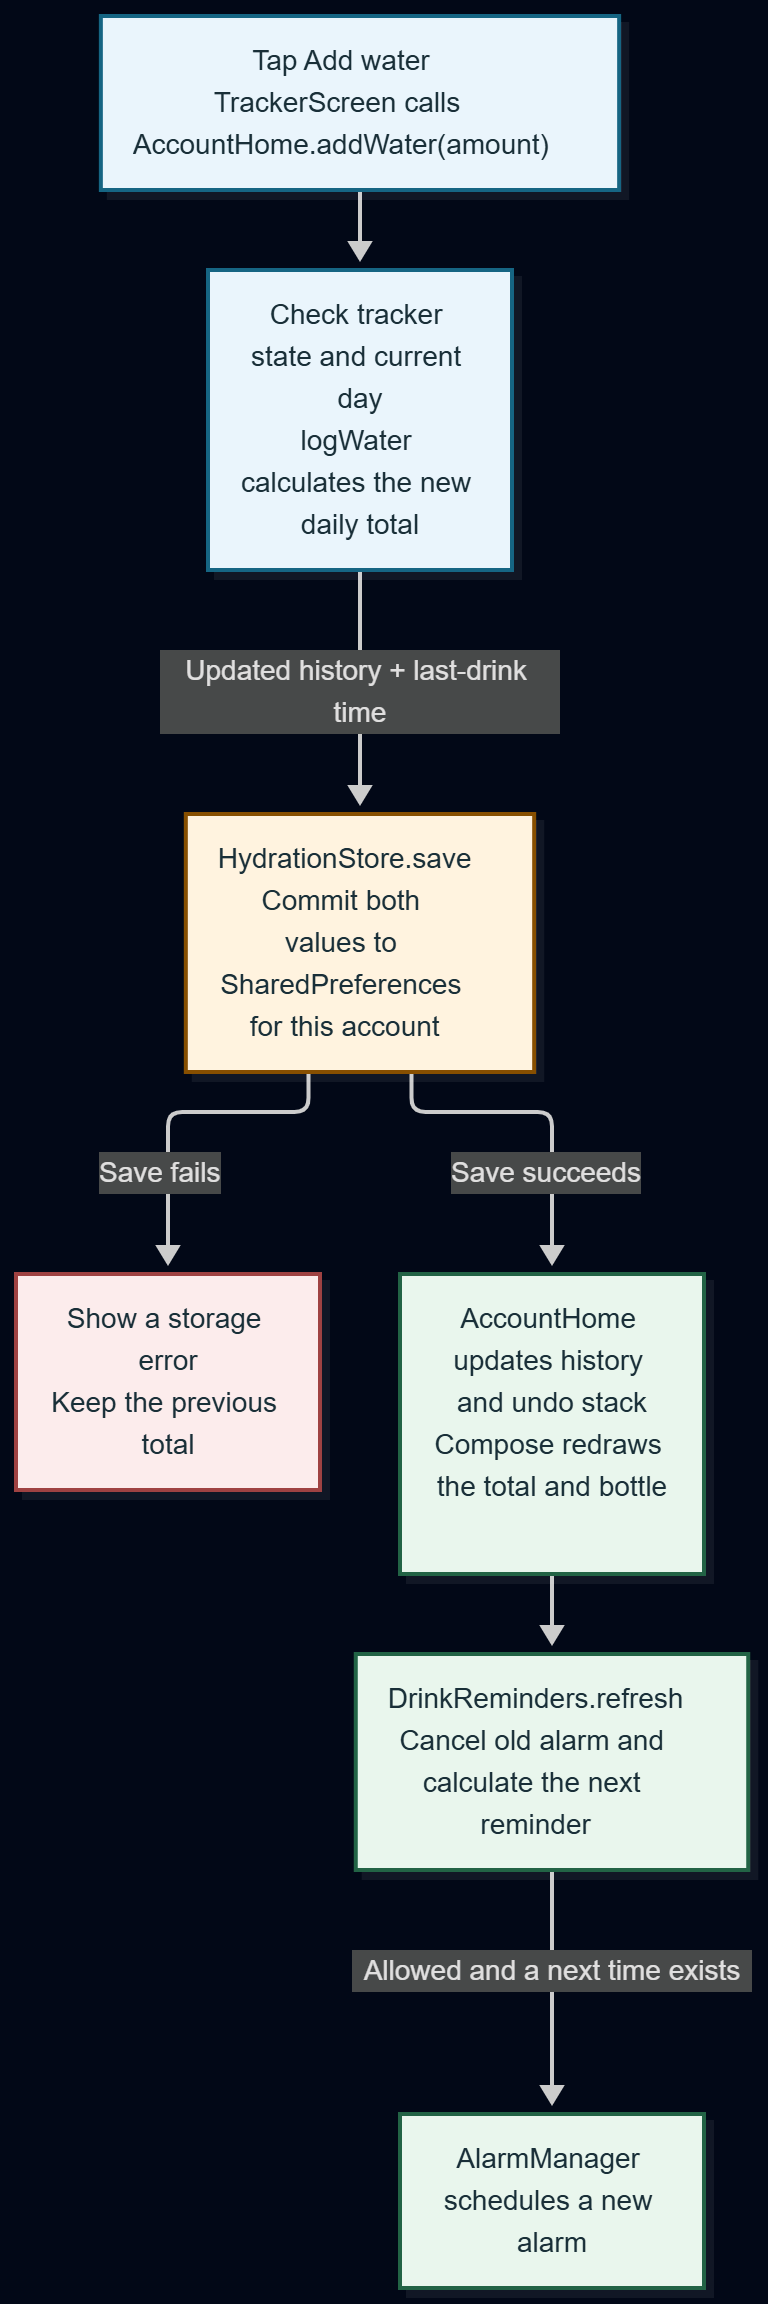 Tap Add water
TrackerScreen calls
AccountHome.addWater(amount)
Check tracker
state and current
day
logWater
calculates the new
daily total
Updated history + last-drink
time
HydrationStore.save
Commit both
values to
SharedPreferences
for this account
Save fails
Save succeeds
Show a storage
error
Keep the previous
total
AccountHome
updates history
and undo stack
Compose redraws
the total and bottle
DrinkReminders.refresh
Cancel old alarm and
calculate the next
reminder
Allowed and a next time exists
AlarmManager
schedules a new
alarm